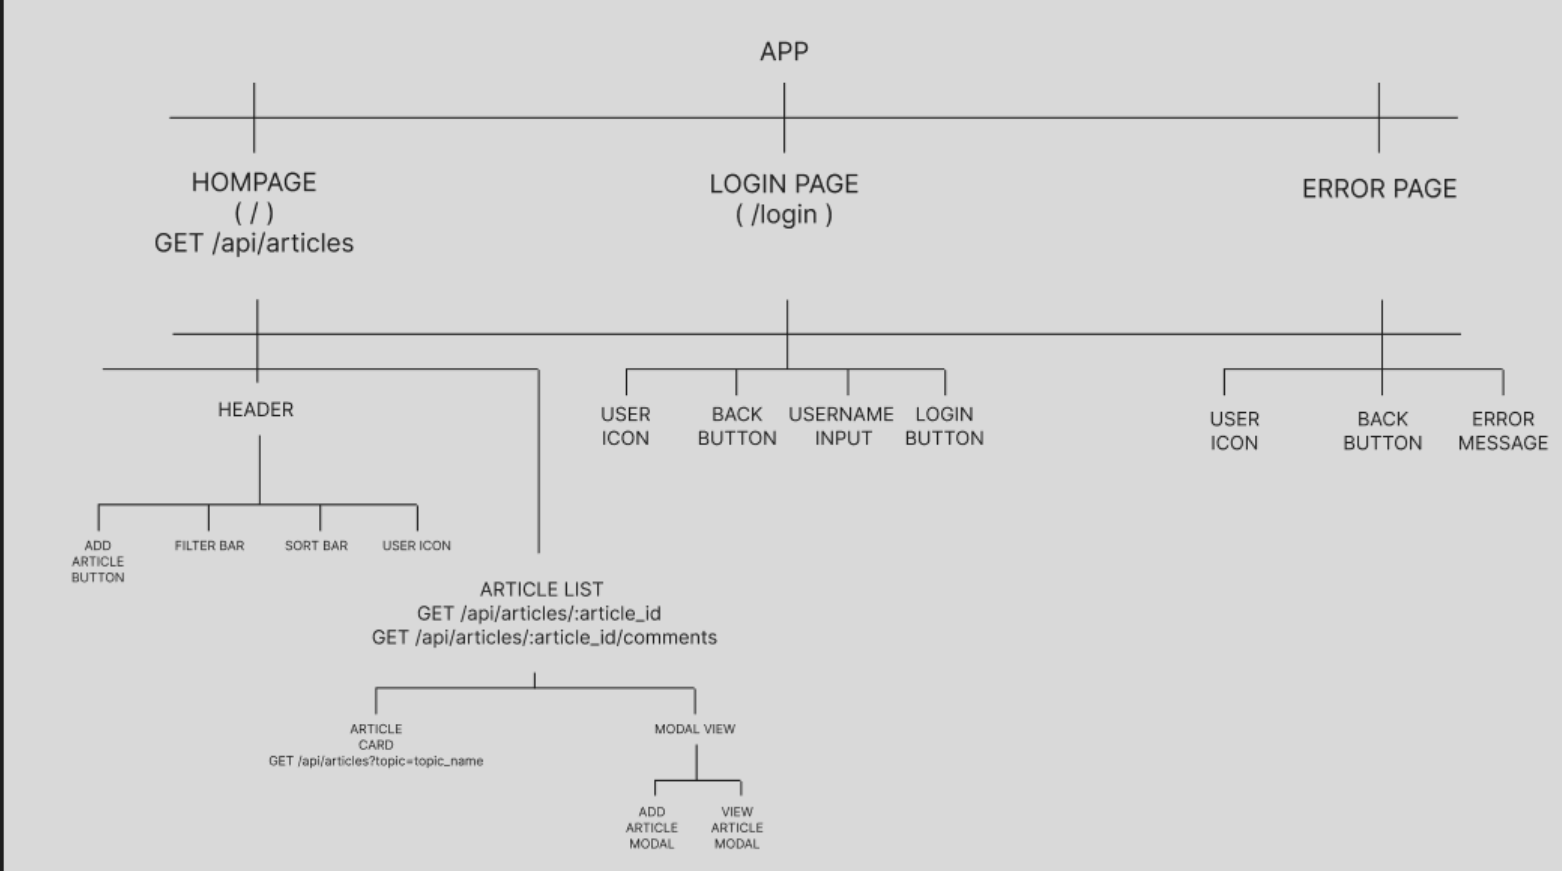 APP
HOMPAGE
( / )
GET /api/articles
LOGIN PAGE
( /login )
ERROR PAGE
HEADER
ADD
ARTICLE
BUTTON
FILTER BAR
SORT BAR
USER ICON
ARTICLE LIST
GET /api/articles/:article_id
GET /api/articles/:article_id/comments
ARTICLE
CARD
GET /api/articles?topic=topic_name
MODAL VIEW
ADD
ARTICLE
MODAL
VIEW
ARTICLE
MODAL
USER
ICON
BACK
BUTTON
USERNAME
INPUT
LOGIN
BUTTON
USER
ICON
BACK
BUTTON
ERROR
MESSAGE